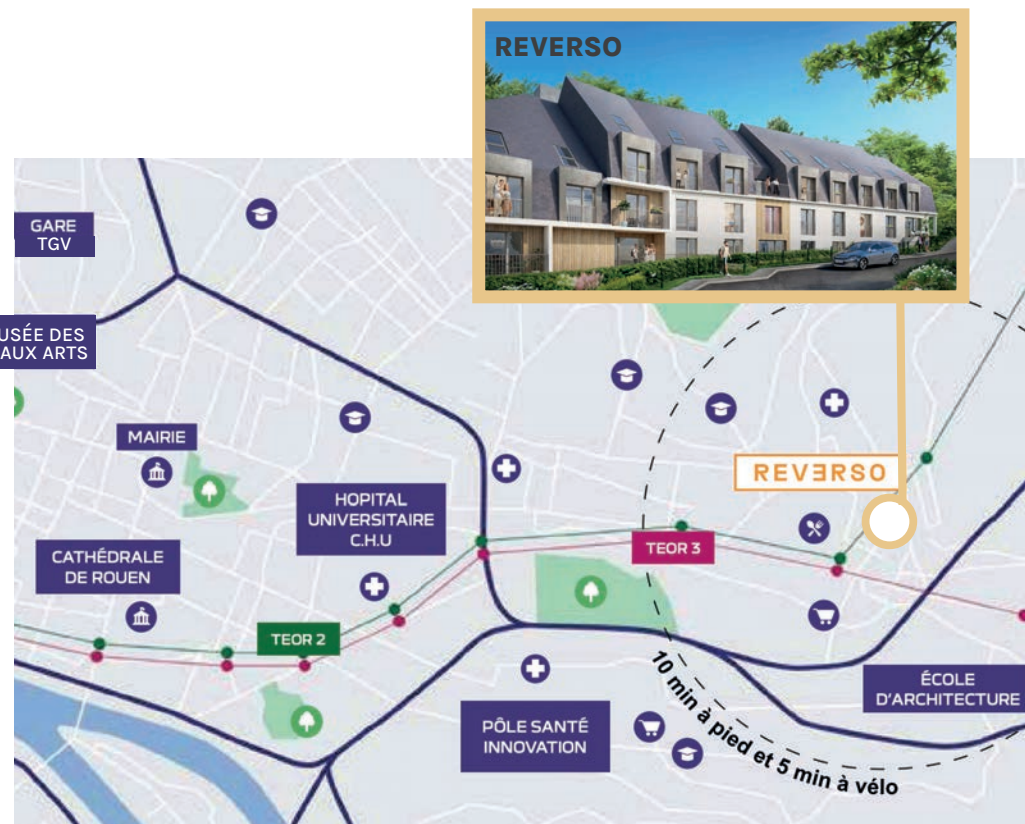 REVERSO
GARE
TGV
USÉE DES
AUX ARTS
MAIRIE
HOPITAL
UNIVERSITAIRE
C.H.U
REVERSO
CATHÉDRALE
DE ROUEN
TEOR 3
TEOR 2
10 min à pied et 5 min à vélo
ÉCOLE
D'ARCHITECTURE
PÔLE SANTÉ
INNOVATION